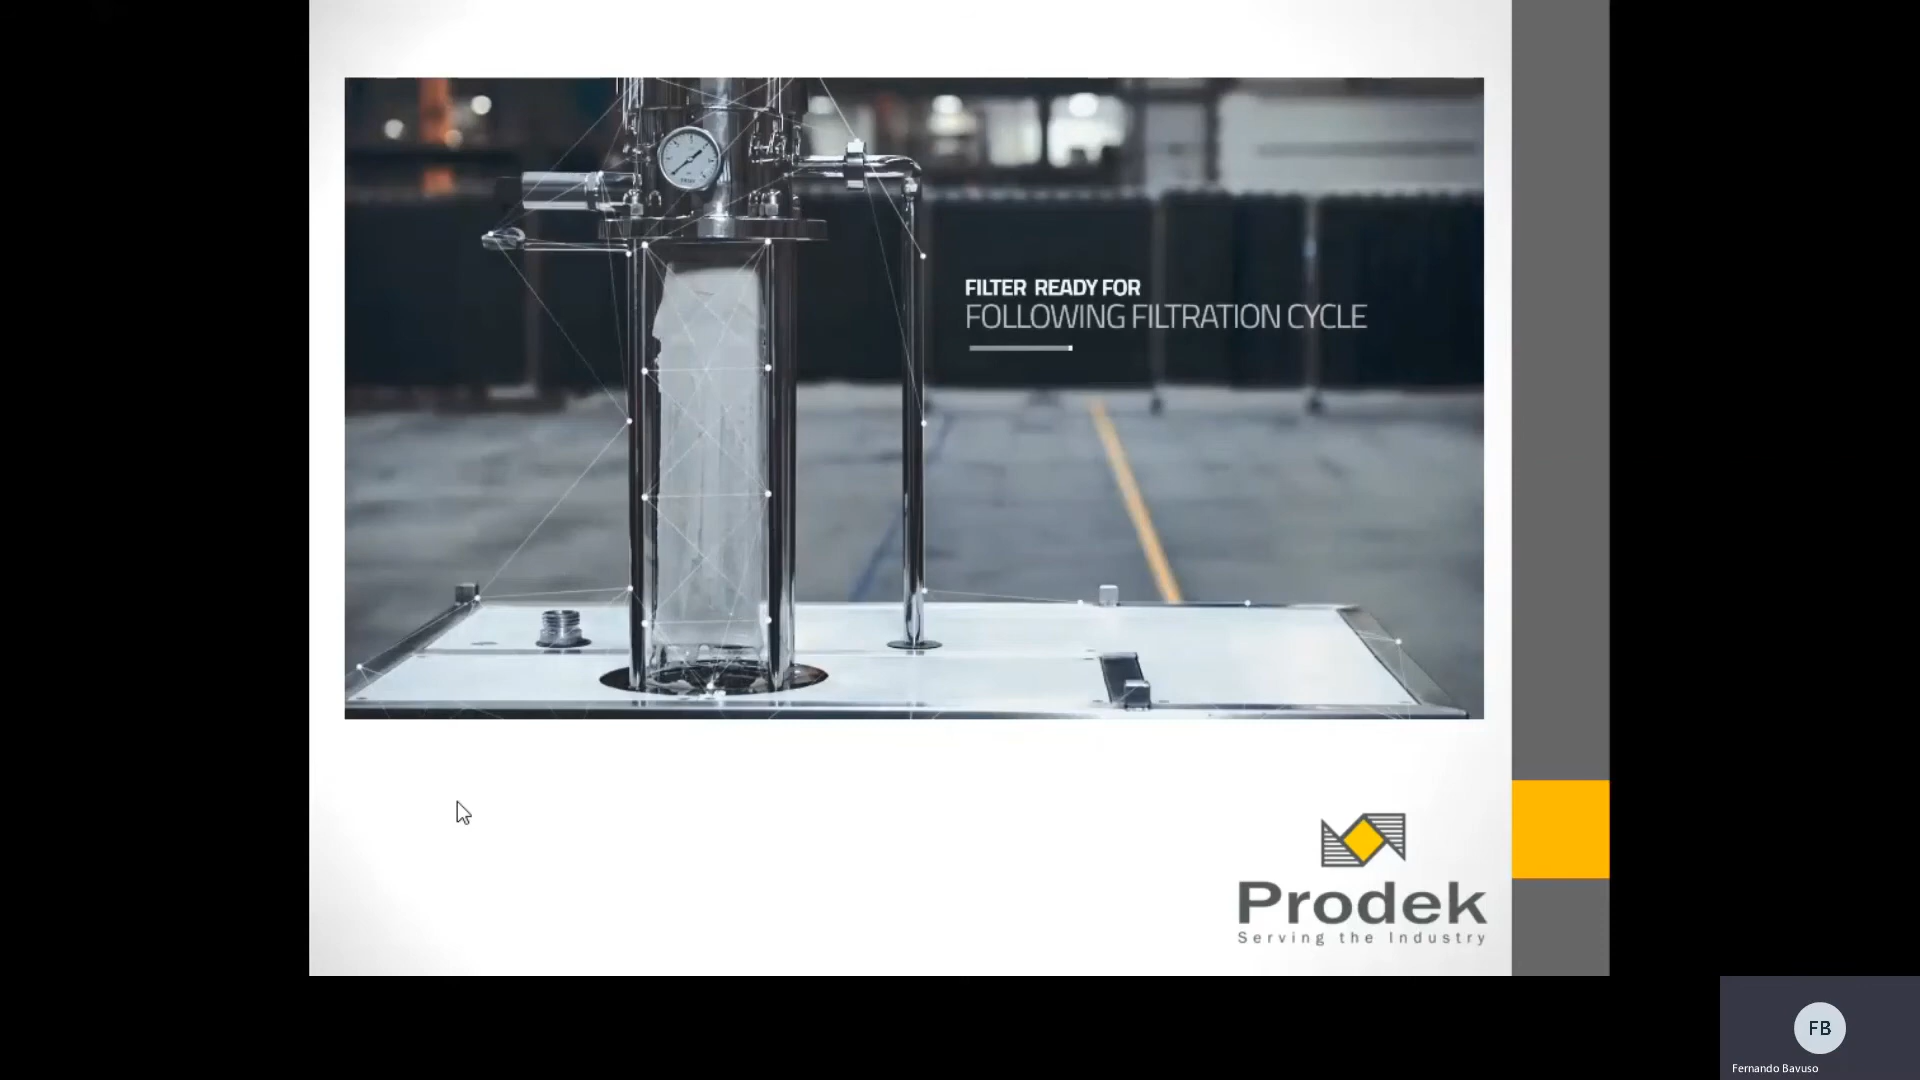 FILTER READY FOR
FOLLOWING FILTRATION CYCLE
Prodek
Serving the Industry
FB
Fernando Bavuso